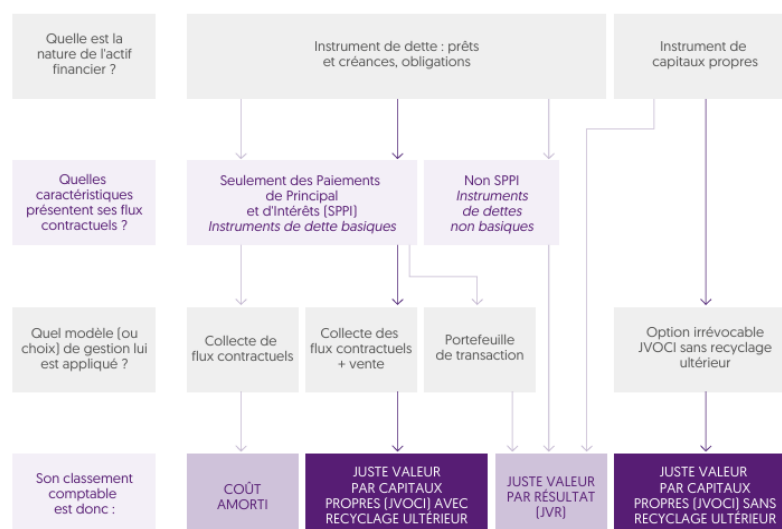 Quelle est la
nature de l'actif
financier ?
Instrument de dette : prêts
et créances, obligations
Instrument de
capitaux propres
Quelles
caractéristiques
présentent ses flux
contractuels ?
Seulement des Paiements
de Principal
et d'Intérêts (SPPI)
Instruments de dette basiques
Non SPPI
Instruments
de dettes
non basiques
Quel modèle (ou
choix) de gestion lui
est appliqué ?
Collecte de
flux contractuels
Collecte des
flux contractuels
+ vente
Portefeuille
de transaction
Option irrévocable
JVOCI sans recyclage
ultérieur
Son classement
comptable
est donc :
COÛT
AMORTI
JUSTE VALEUR
PAR CAPITAUX
PROPRES (JVOCI) AVEC
RECYCLAGE ULTÉRIEUR
JUSTE VALEUR
PAR RÉSULTAT
(JVR)
JUSTE VALEUR
PAR CAPITAUX
PROPRES (JVOCI) SANS
RECYCLAGE ULTÉRIEUR